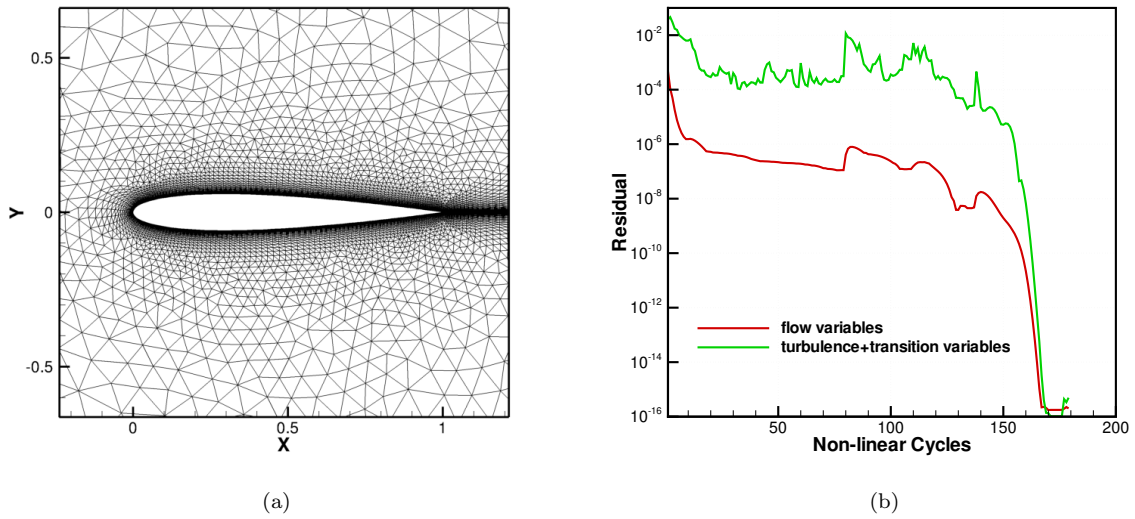 0.5
0
-0.5
Y
0
0.5
1
X
(a)
10^-2
10^-4
10^-6
10^-8
10^-10
10^-12
10^-14
10^-16
Residual
flow variables
turbulence+transition variables
50
100
150
200
Non-linear Cycles
(b)